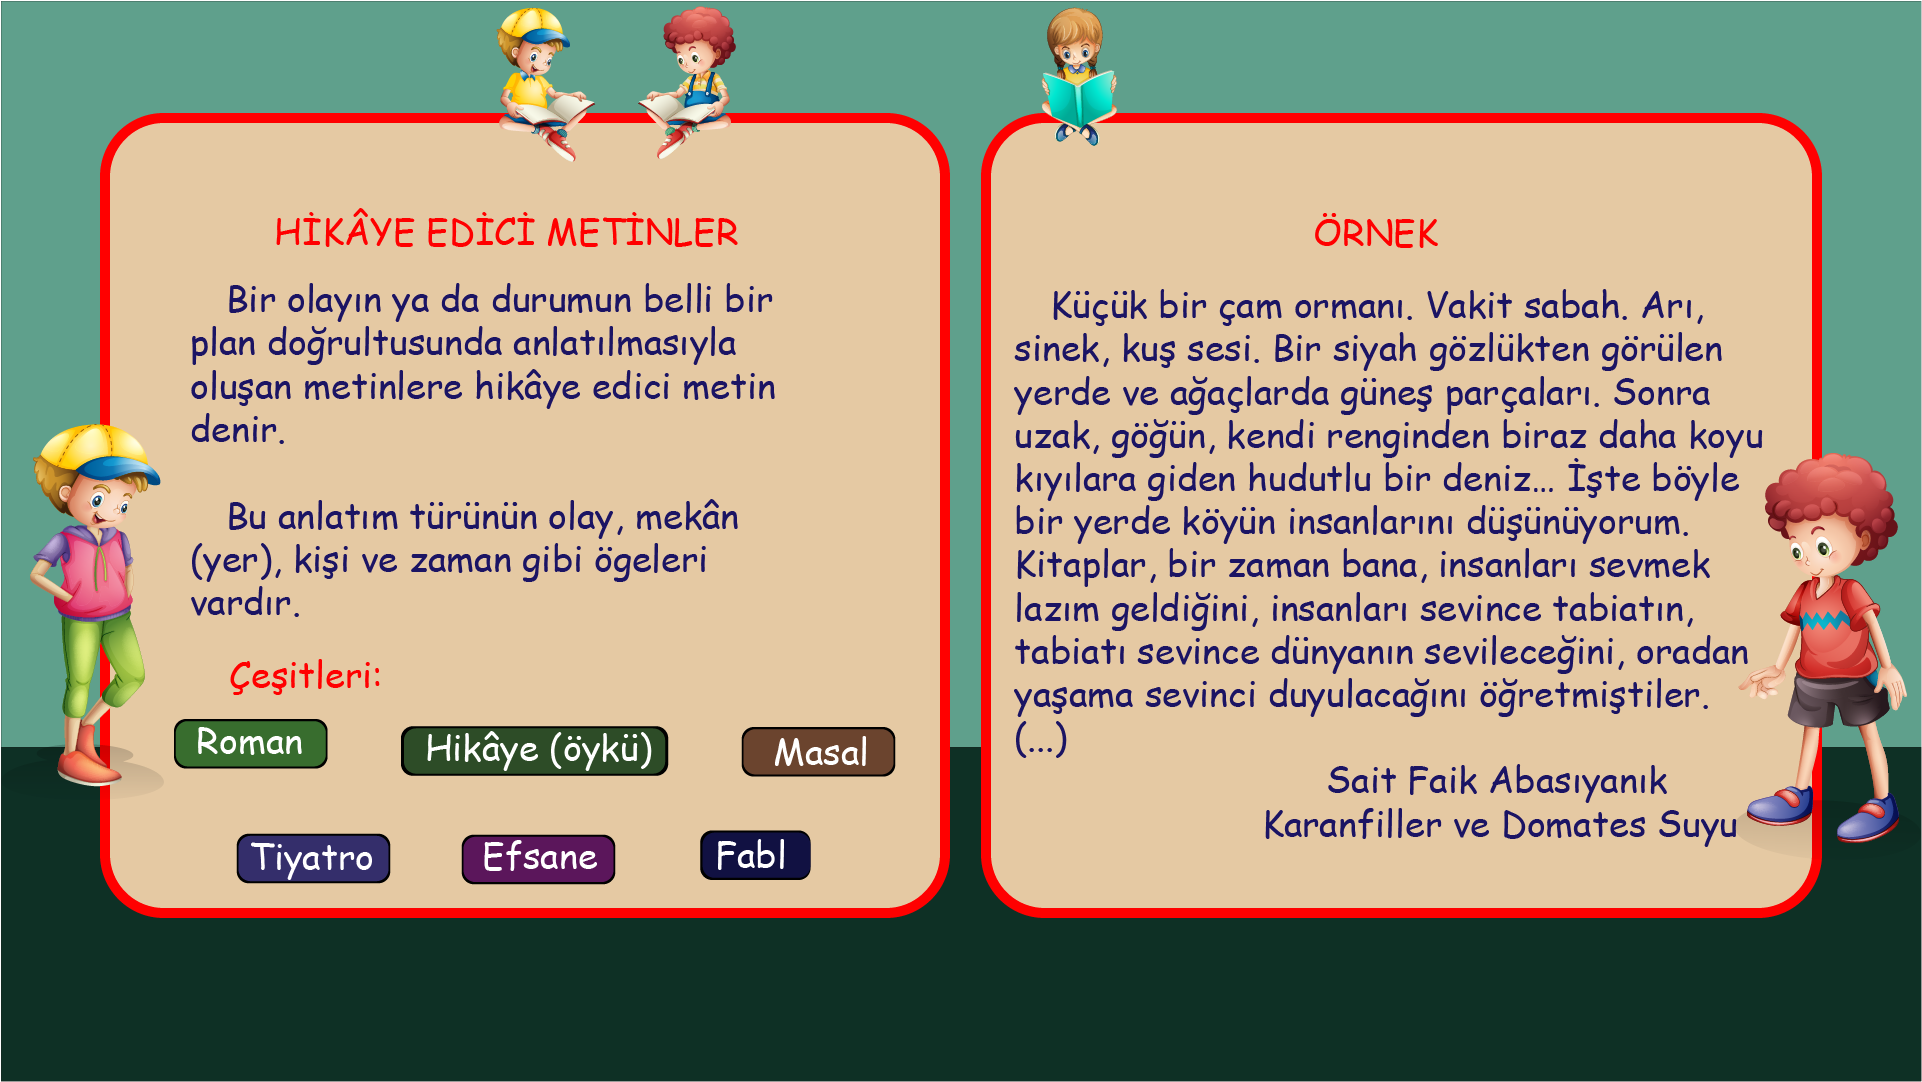 HİKÂYE EDİCİ METİNLER
Bir olayın ya da durumun belli bir
plan doğrultusunda anlatılmasıyla
oluşan metinlere hikâye edici metin
denir.
Bu anlatım türünün olay, mekân
(yer), kişi ve zaman gibi ögeleri
vardır.
Çeşitleri:
Roman
Hikâye (öykü)
Masal
Tiyatro
Efsane
Fabl
ÖRNEK
Küçük bir çam ormanı. Vakit sabah. Arı,
sinek, kuş sesi. Bir siyah gözlükten görülen
yerde ve ağaçlarda güneş parçaları. Sonra
uzak, göğün, kendi renginden biraz daha koyu
kıyılara giden hudutlu bir deniz… İşte böyle
bir yerde köyün insanlarını düşünüyorum.
Kitaplar, bir zaman bana, insanları sevmek
lazım geldiğini, insanları sevince tabiatın,
tabiatı sevince dünyanın sevileceğini, oradan
yaşama sevinci duyulacağını öğretmiştiler.
(...)
Sait Faik Abasıyanık
Karanfiller ve Domates Suyu